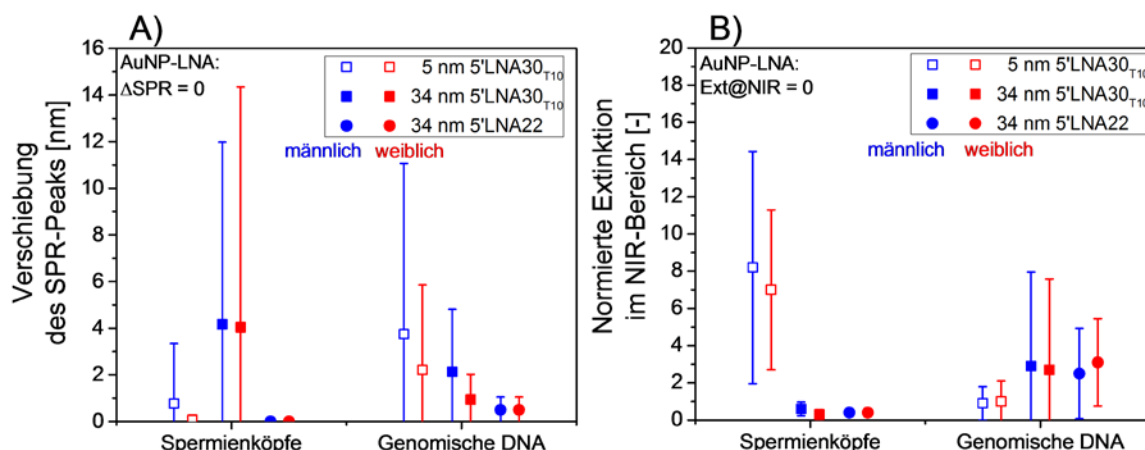 A)
AuNP-LNA:
ΔSPR = 0
5 nm 5'LNA30T10
34 nm 5'LNA30T10
34 nm 5'LNA22
männlich weiblich
Verschiebung
des SPR-Peaks [nm]
16
14
12
10
8
6
4
2
0
Spermienköpfe Genomische DNA
B)
AuNP-LNA:
Ext@NIR = 0
5 nm 5'LNA30T10
34 nm 5'LNA30T10
34 nm 5'LNA22
männlich weiblich
Normierte Extinktion
im NIR-Bereich [-]
20
18
16
14
12
10
8
6
4
2
0
Spermienköpfe Genomische DNA